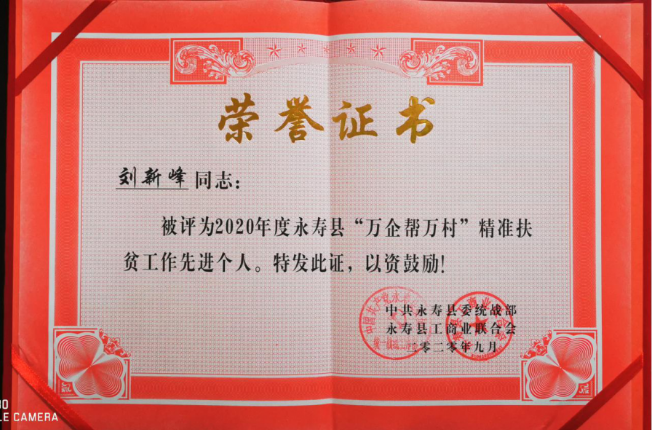 荣誉证书
刘新峰同志：
被评为2020年度永寿县“万企帮万村”精准扶
贫工作先进个人。特发此证，以资鼓励！
中共永寿县委统战部
永寿县工商业联合会
二〇二〇年九月
CAMERA